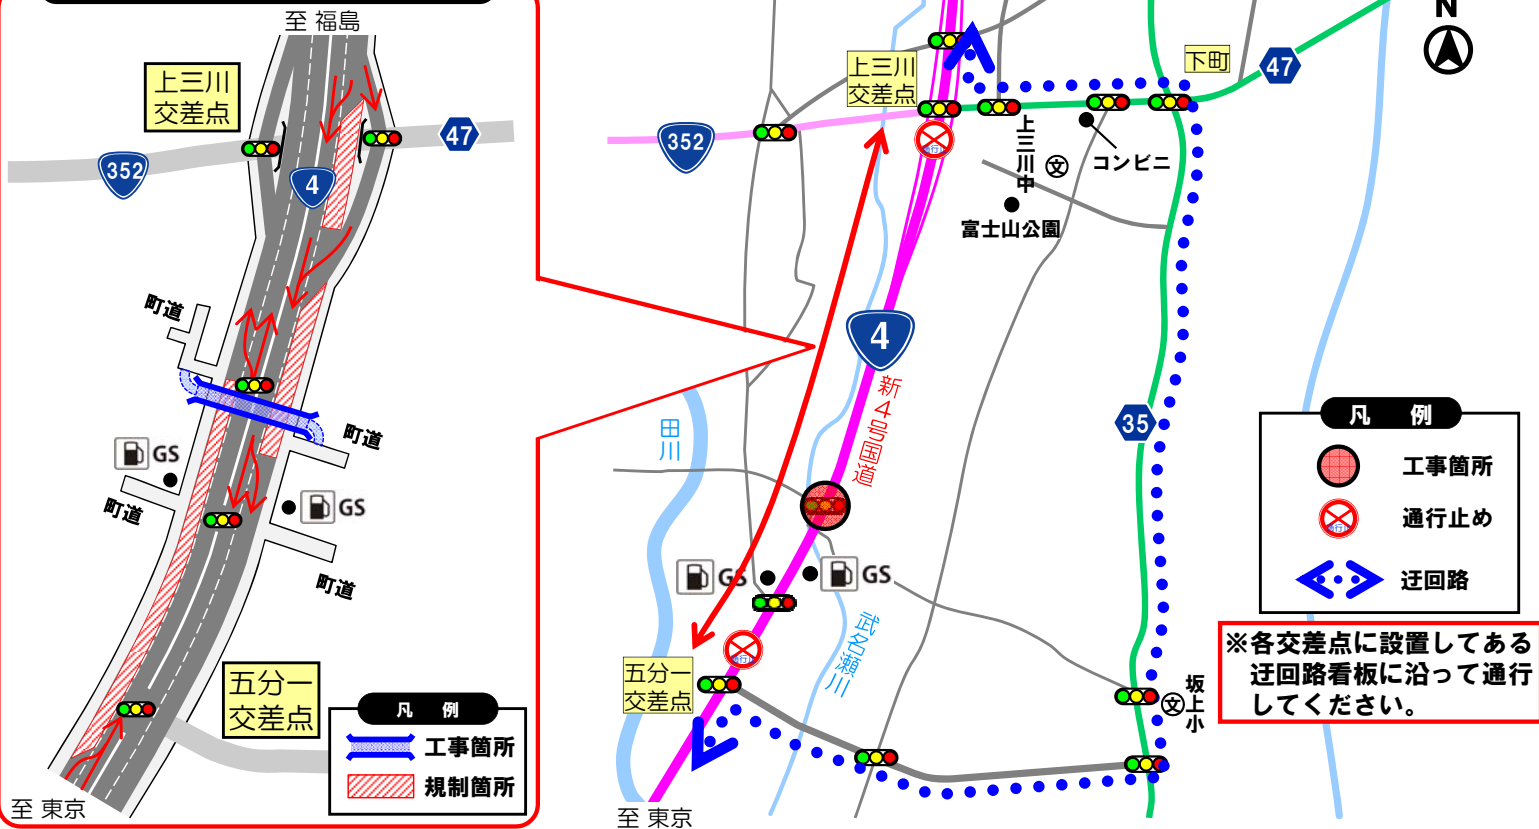 至 福島
上三川
交差点
352
47
4
町道
町道
GS
町道
GS
町道
五分一
交差点
至 東京
凡 例
工事箇所
規制箇所
N
下町
47
上三川
交差点
352
上三川中
文
コンビニ
富士山公園
4
新4号国道
35
田川
GS
GS
武名瀬川
五分一
交差点
坂上小
文
至 東京
凡 例
工事箇所
通行止め
迂回路
※各交差点に設置してある
迂回路看板に沿って通行
してください。